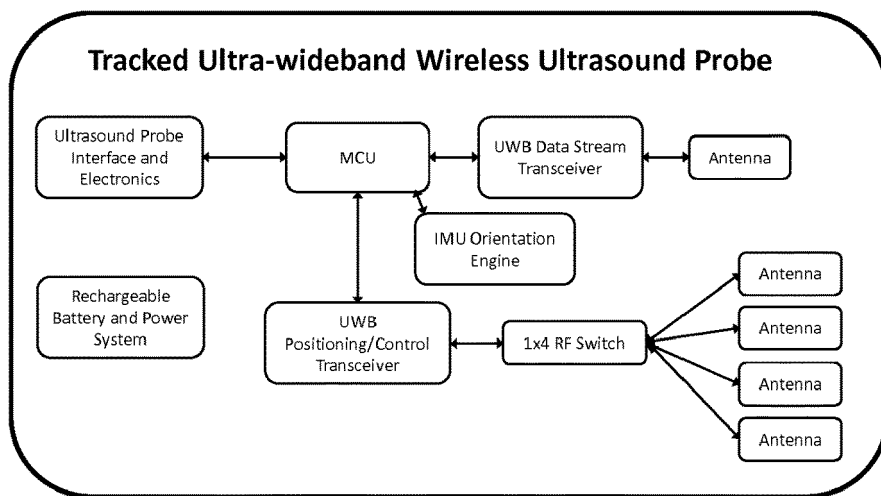 Tracked Ultra-wideband Wireless Ultrasound Probe
Ultrasound Probe
Interface and
Electronics
MCU
UWB Data Stream
Transceiver
Antenna
IMU Orientation
Engine
Rechargeable
Battery and Power
System
UWB
Positioning/Control
Transceiver
1x4 RF Switch
Antenna
Antenna
Antenna
Antenna